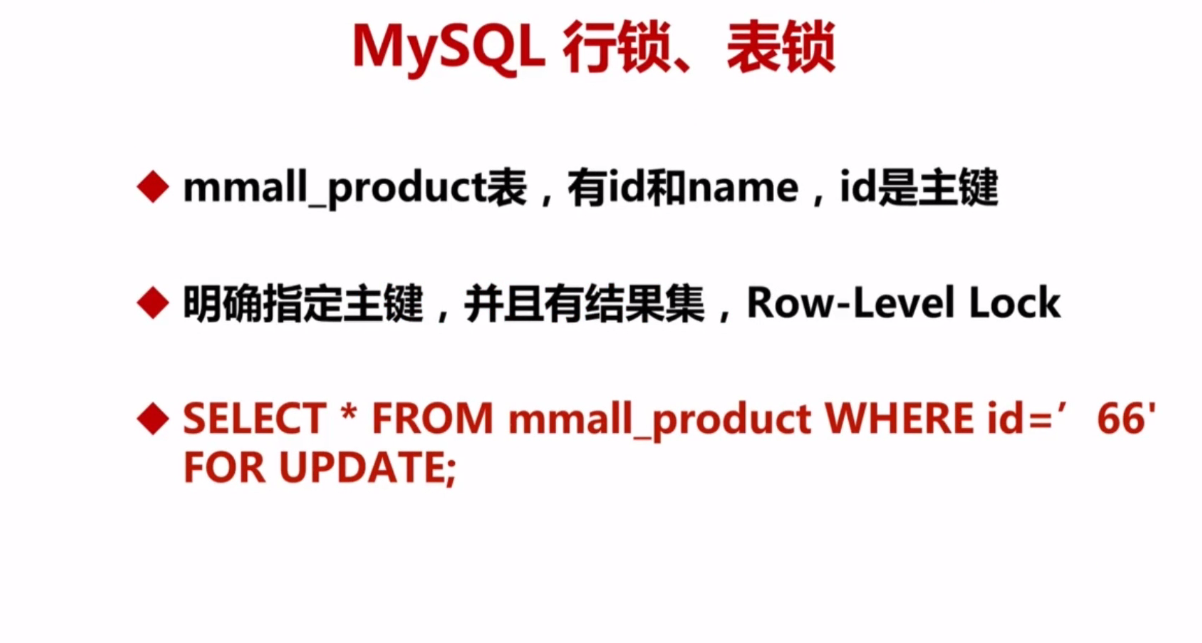 MySQL 行锁、表锁
◆ mmall_product表，有id和name，id是主键
◆ 明确指定主键，并且有结果集，Row-Level Lock
◆ SELECT * FROM mmall_product WHERE id=’66'
FOR UPDATE;